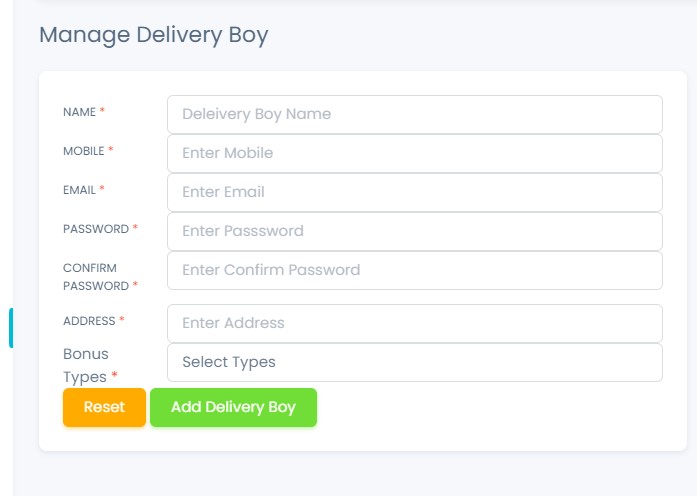 Manage Delivery Boy
NAME *
Deleivery Boy Name
MOBILE *
Enter Mobile
EMAIL *
Enter Email
PASSWORD *
Enter Passsword
CONFIRM
PASSWORD *
Enter Confirm Password
ADDRESS *
Enter Address
Bonus
Types *
Select Types
Reset
Add Delivery Boy